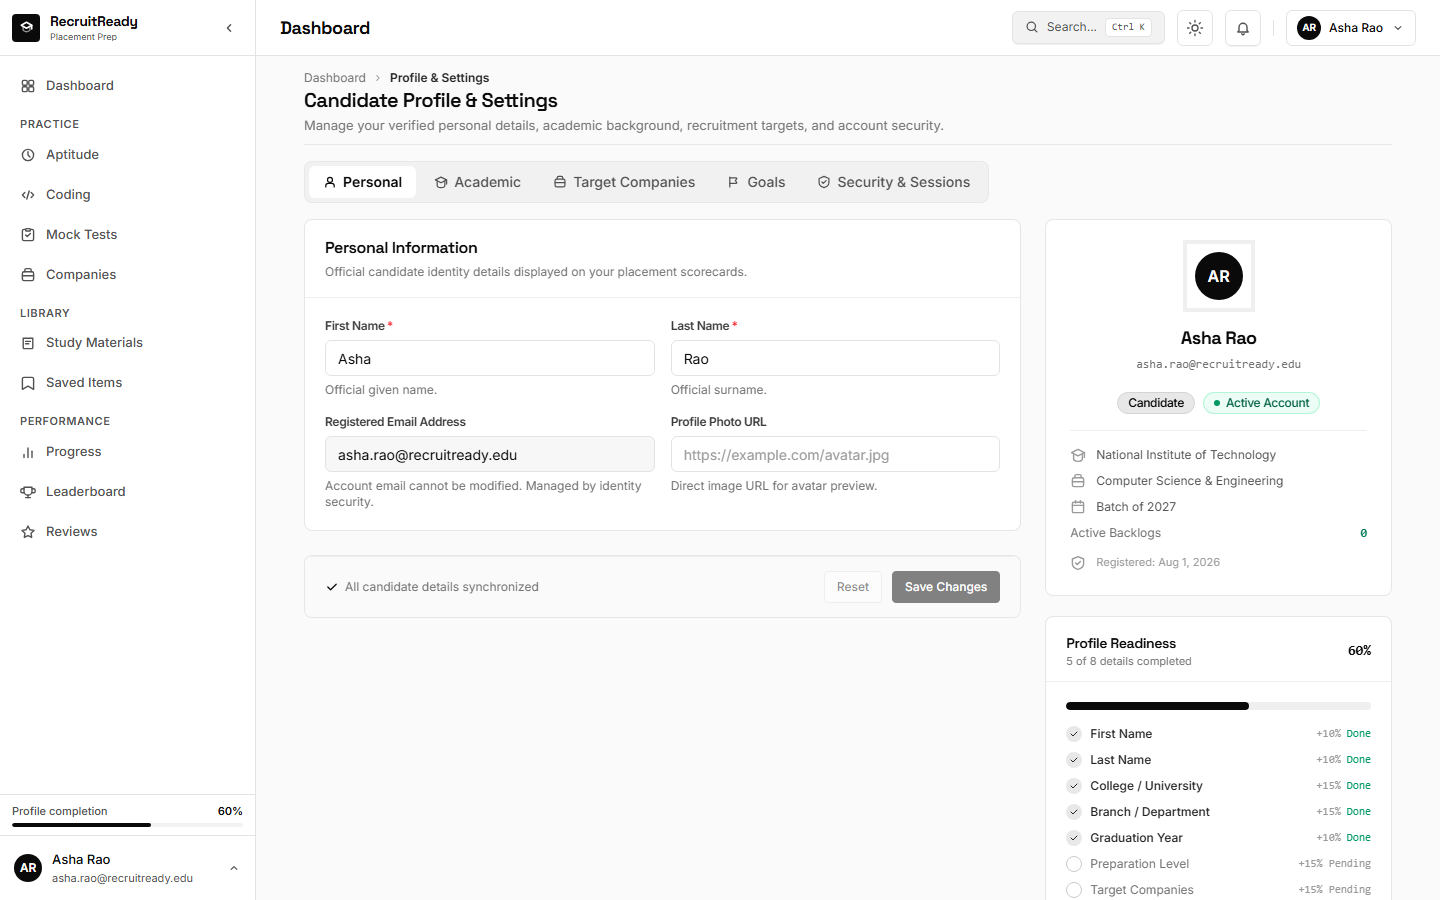 RecruitReady
Placement Prep
Dashboard
PRACTICE
Aptitude
Coding
Mock Tests
Companies
LIBRARY
Study Materials
Saved Items
PERFORMANCE
Progress
Leaderboard
Reviews
Profile completion 60%
AR Asha Rao
asha.rao@recruitready.edu
Dashboard
Search... Ctrl K
AR Asha Rao
Dashboard > Profile & Settings
Candidate Profile & Settings
Manage your verified personal details, academic background, recruitment targets, and account security.
Personal Academic Target Companies Goals Security & Sessions
Personal Information
Official candidate identity details displayed on your placement scorecards.
First Name *
Asha
Official given name.
Last Name *
Rao
Official surname.
Registered Email Address
asha.rao@recruitready.edu
Account email cannot be modified. Managed by identity
security.
Profile Photo URL
https://example.com/avatar.jpg
Direct image URL for avatar preview.
All candidate details synchronized
Reset Save Changes
AR
Asha Rao
asha.rao@recruitready.edu
Candidate Active Account
National Institute of Technology
Computer Science & Engineering
Batch of 2027
Active Backlogs 0
Registered: Aug 1, 2026
Profile Readiness 60%
5 of 8 details completed
First Name +10% Done
Last Name +10% Done
College / University +15% Done
Branch / Department +15% Done
Graduation Year +10% Done
Preparation Level +15% Pending
Target Companies +15% Pending